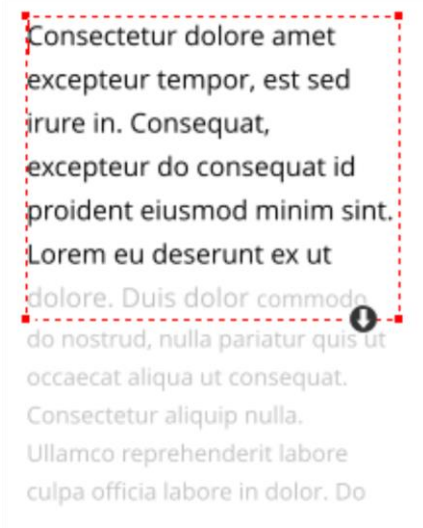 Consectetur dolore amet
excepteur tempor, est sed
irure in. Consequat,
excepteur do consequat id
proident eiusmod minim sint.
Lorem eu deserunt ex ut
dolore. Duis dolor commodo
do nostrud, nulla pariatur quis ut
occaecat aliqua ut consequat.
Consectetur aliquip nulla.
Ullamco reprehenderit labore
culpa officia labore in dolor. Do